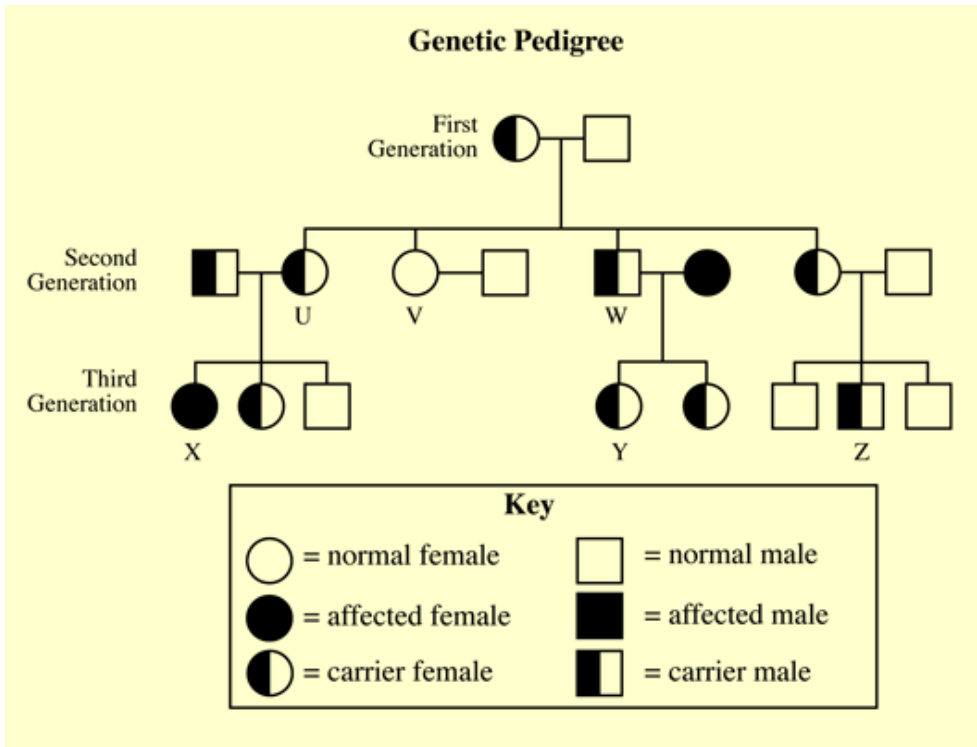 Genetic Pedigree
First
Generation
Second
Generation
U
V
W
Third
Generation
X
Y
Z
Key
= normal female
= normal male
= affected female
= affected male
= carrier female
= carrier male